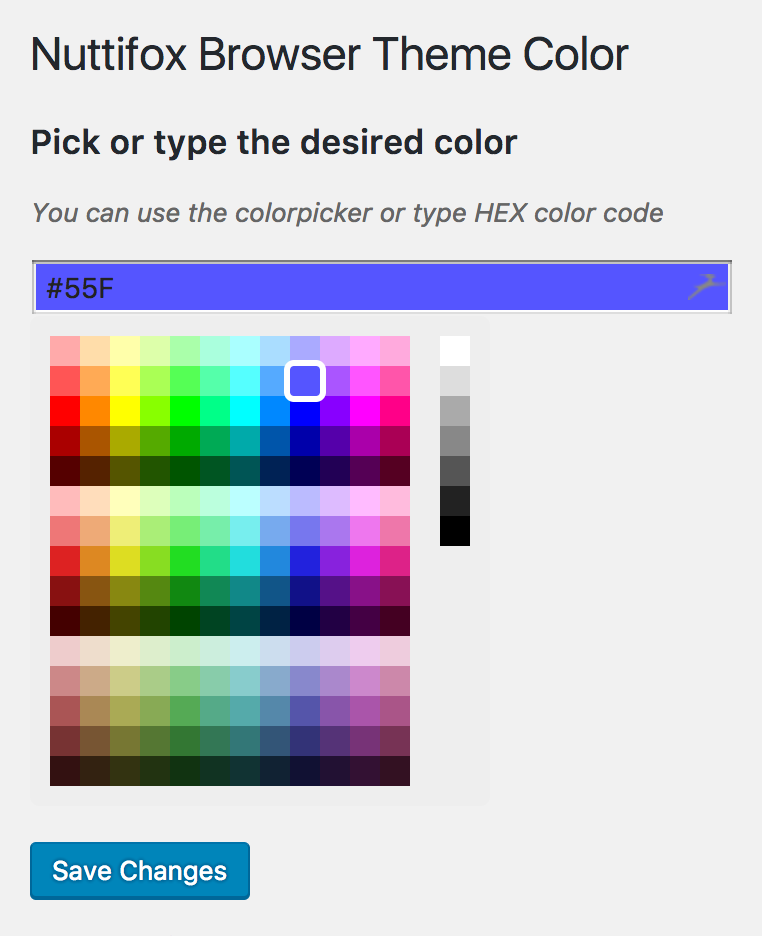 Nuttifox Browser Theme Color
Pick or type the desired color
You can use the colorpicker or type HEX color code
#55F
Save Changes